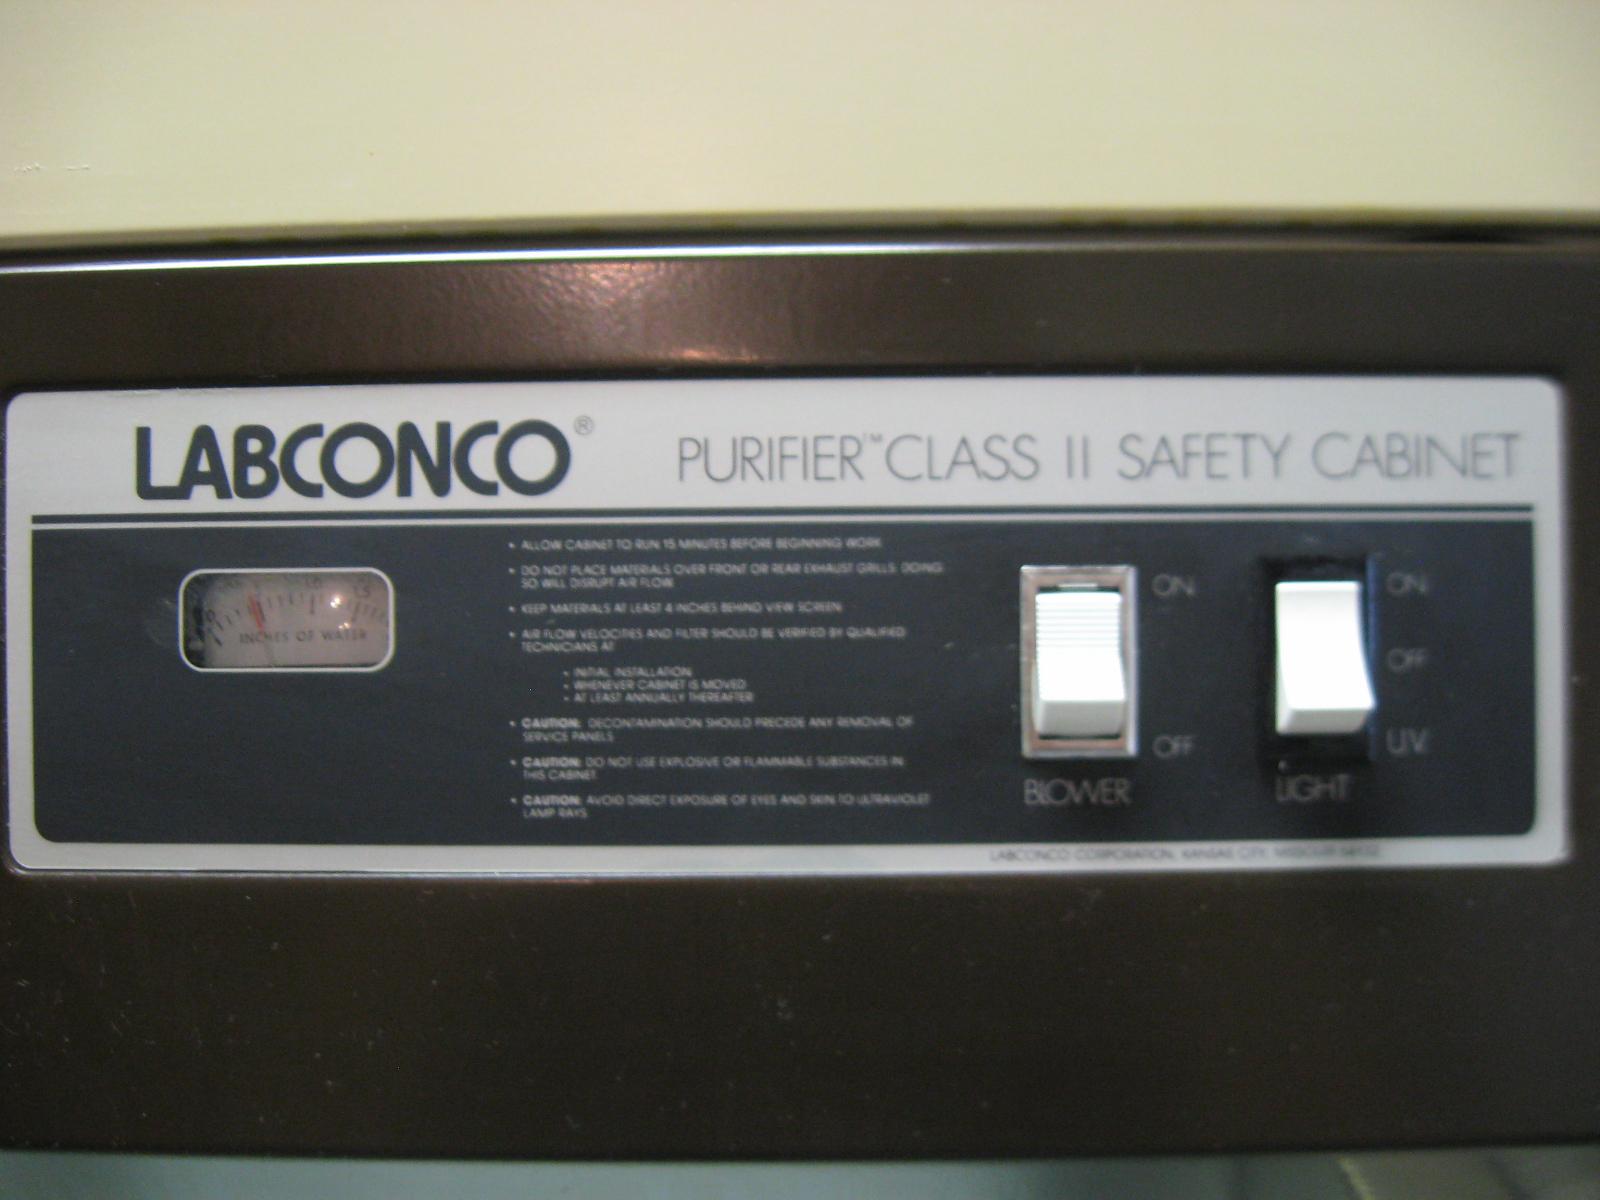 LABCONCO®
PURIFIER™ CLASS II SAFETY CABINET
INCHES OF WATER
• ALLOW CABINET TO RUN 15 MINUTES BEFORE BEGINNING WORK
• DO NOT PLACE MATERIALS OVER FRONT OR REAR EXHAUST GRILLS. DOING
SO WILL DISRUPT AIR FLOW.
• KEEP MATERIALS AT LEAST 4 INCHES BEHIND VIEW SCREEN
• AIR FLOW VELOCITIES AND FILTER SHOULD BE VERIFIED BY QUALIFIED
TECHNICIANS AT
• INITIAL INSTALLATION
• WHENEVER CABINET IS MOVED
• AT LEAST ANNUALLY THEREAFTER
• CAUTION: DECONTAMINATION SHOULD PRECEDE ANY REMOVAL OF
SERVICE PANELS
• CAUTION: DO NOT USE EXPLOSIVE OR FLAMMABLE SUBSTANCES IN
THIS CABINET.
• CAUTION: AVOID DIRECT EXPOSURE OF EYES AND SKIN TO ULTRAVIOLET
LAMP RAYS.
ON
OFF
BLOWER
ON
OFF
U.V.
LIGHT
LABCONCO CORPORATION, KANSAS CITY, MISSOURI